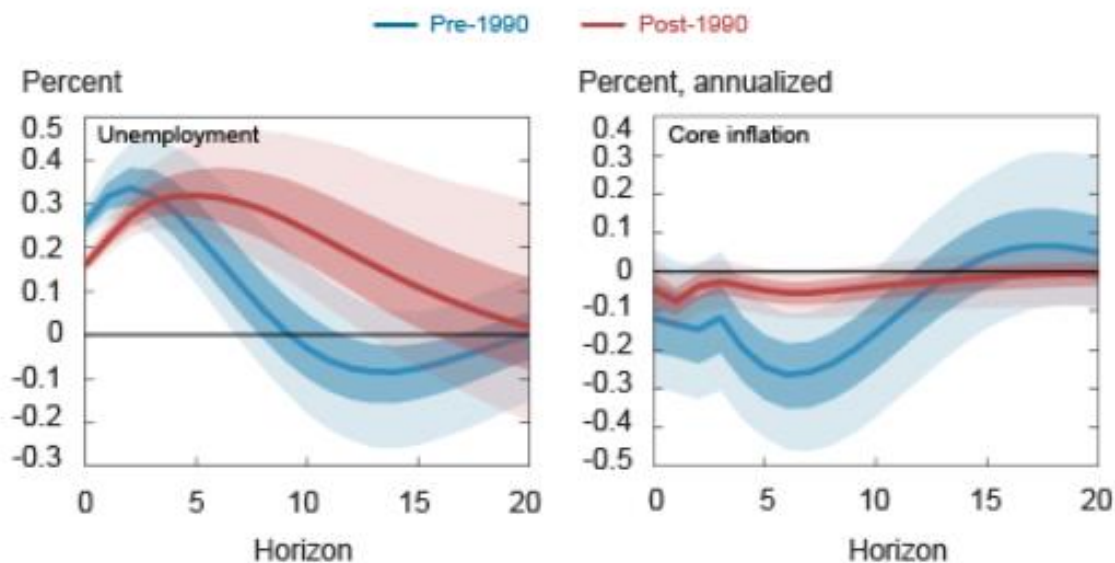 Pre-1990 Post-1990
Percent
Unemployment
0.5
0.4
0.3
0.2
0.1
0
-0.1
-0.2
-0.3
0 5 10 15 20
Horizon
Percent, annualized
Core inflation
0.4
0.3
0.2
0.1
0
-0.1
-0.2
-0.3
-0.4
-0.5
0 5 10 15 20
Horizon